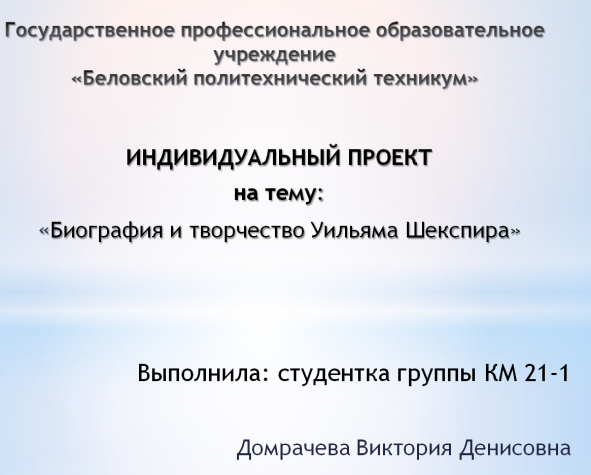 Государственное профессиональное образовательное
учреждение
«Беловский политехнический техникум»
ИНДИВИДУАЛЬНЫЙ ПРОЕКТ
на тему:
«Биография и творчество Уильяма Шекспира»
Выполнила: студентка группы КМ 21-1
Домрачева Виктория Денисовна